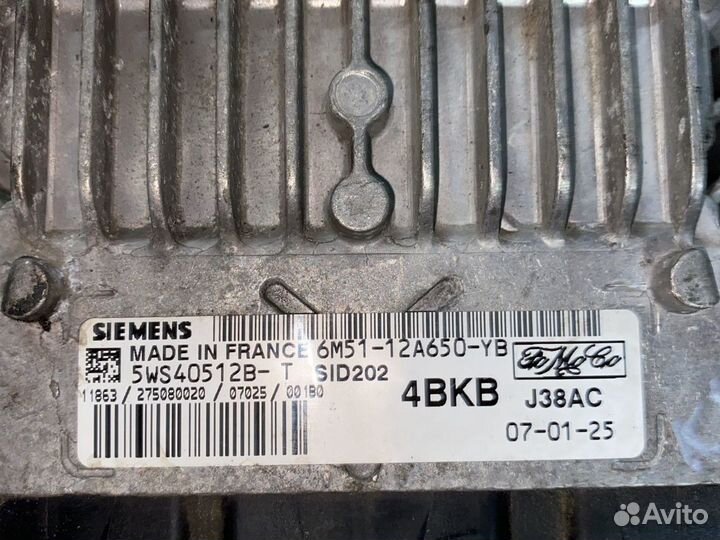 SIEMENS
MADE IN FRANCE 6M51-12A650-YB
5WS40512B-T SID202
11863 / 275080020 / 07025 / 001B0
4BKB J38AC
07-01-25
FoMoCo
Avito